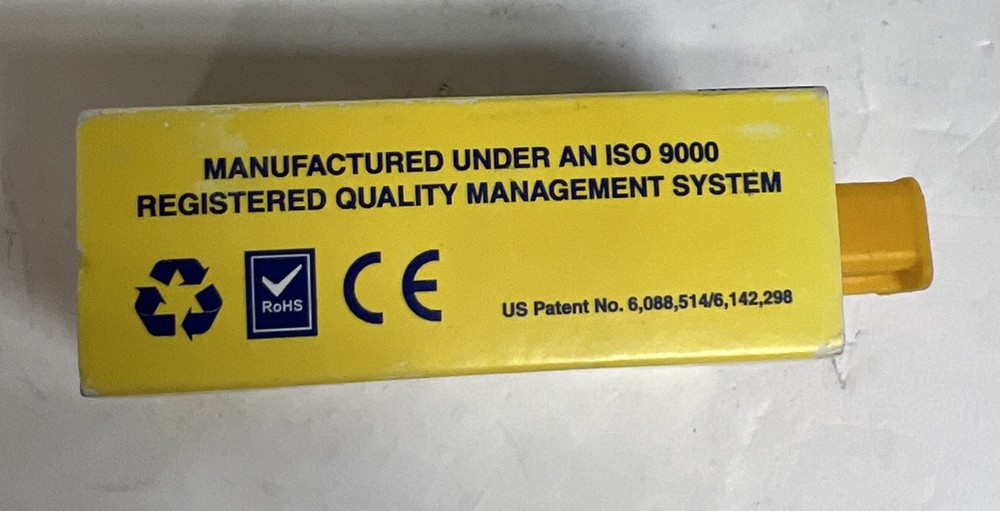 MANUFACTURED UNDER AN ISO 9000
REGISTERED QUALITY MANAGEMENT SYSTEM
RoHS
CE
US Patent No. 6,088,514/6,142,298